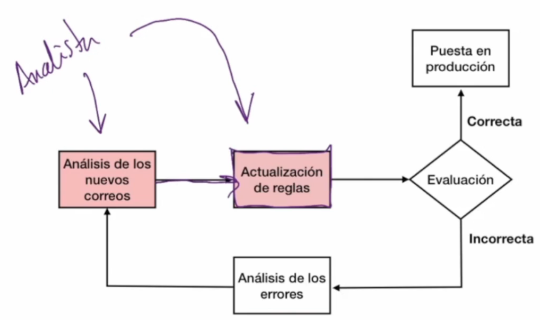 Analista
Puesta en
producción
Correcta
Análisis de los
nuevos
correos
Actualización
de reglas
Evaluación
Incorrecta
Análisis de los
errores